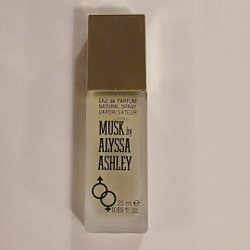 EAU de PARFUM
NATURAL SPRAY
VAPORISATEUR
MUSK by
ALYSSA
ASHLEY
25 ml e
0.85 fl. oz.